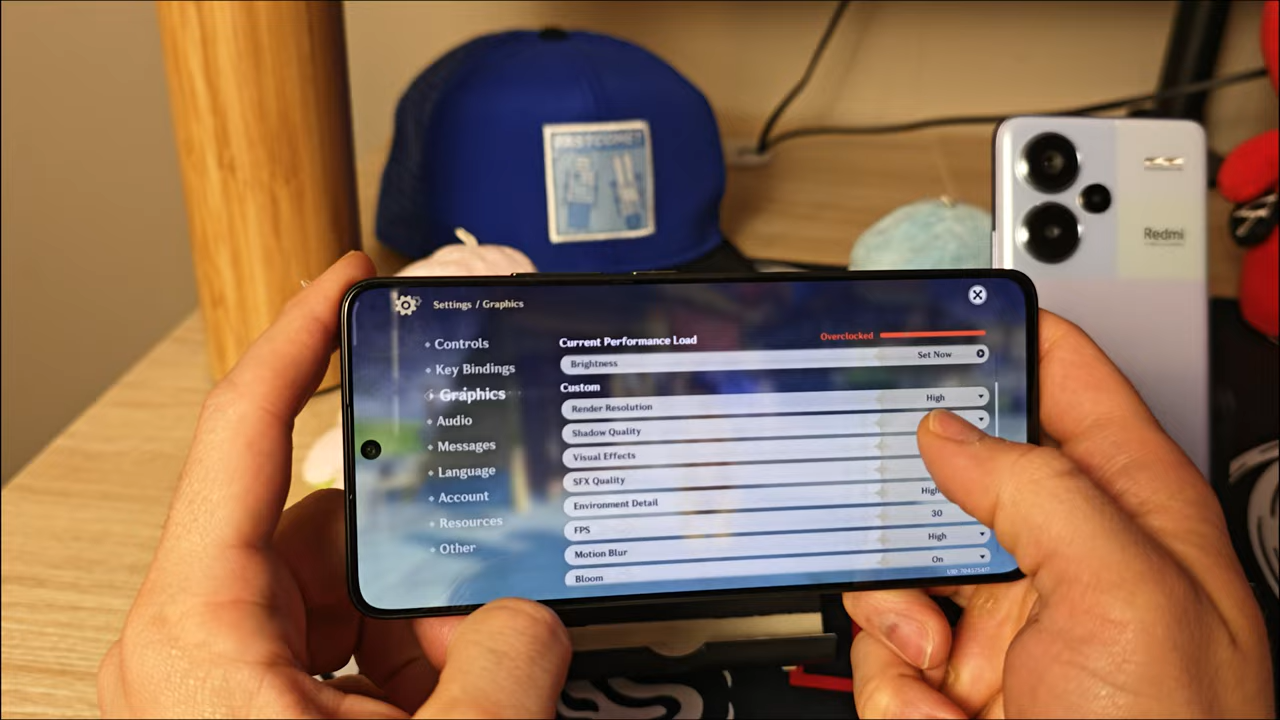 FASTCOME!
Redmi
Settings / Graphics
Controls
Key Bindings
Graphics
Audio
Messages
Language
Account
Resources
Other
Current Performance Load Overclocked
Brightness Set Now
Custom
Render Resolution High
Shadow Quality
Visual Effects
SFX Quality
Environment Detail High
FPS 30
Motion Blur High
Bloom On